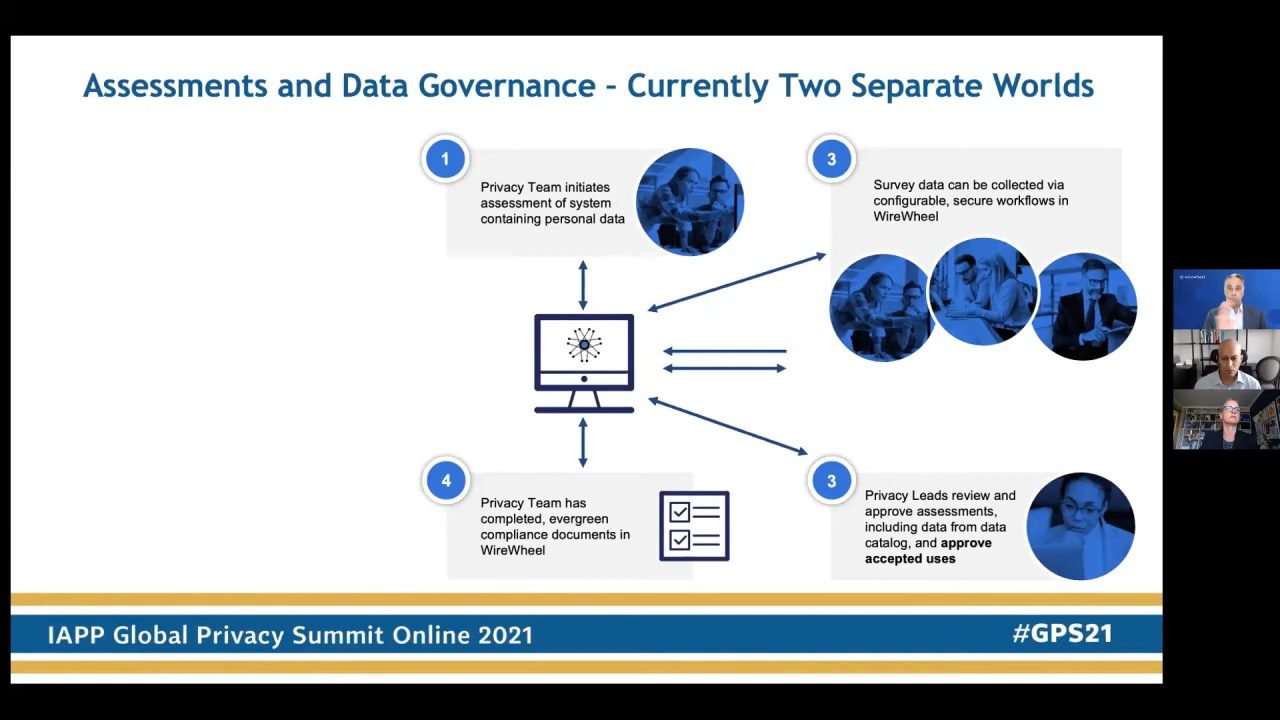 Assessments and Data Governance – Currently Two Separate Worlds
1
Privacy Team initiates
assessment of system
containing personal data
3
Survey data can be collected via
configurable, secure workflows in
WireWheel
4
Privacy Team has
completed, evergreen
compliance documents in
WireWheel
3
Privacy Leads review and
approve assessments,
including data from data
catalog, and approve
accepted uses
IAPP Global Privacy Summit Online 2021
#GPS21
wirewheel